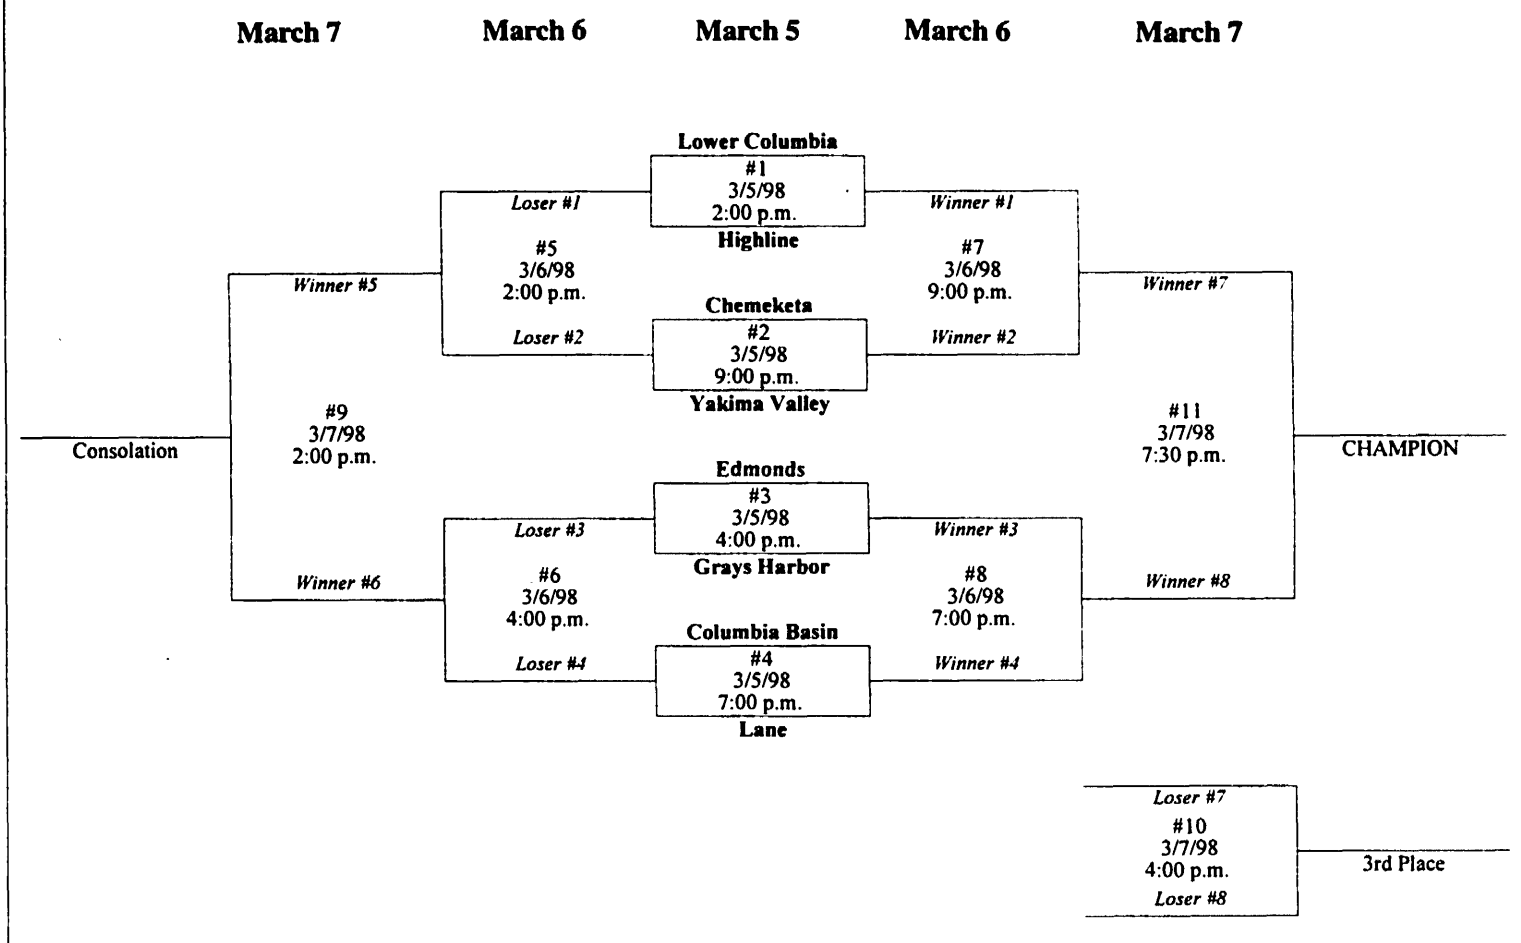 March 7
March 6
March 5
March 6
March 7
Lower Columbia
#1
3/5/98
2:00 p.m.
Highline
Loser #1
#5
3/6/98
2:00 p.m.
Loser #2
Winner #1
#7
3/6/98
9:00 p.m.
Winner #2
Chemeketa
#2
3/5/98
9:00 p.m.
Yakima Valley
Winner #5
#9
3/7/98
2:00 p.m.
Winner #6
Consolation
Winner #7
#11
3/7/98
7:30 p.m.
Winner #8
CHAMPION
Edmonds
#3
3/5/98
4:00 p.m.
Grays Harbor
Loser #3
#6
3/6/98
4:00 p.m.
Loser #4
Winner #3
#8
3/6/98
7:00 p.m.
Winner #4
Columbia Basin
#4
3/5/98
7:00 p.m.
Lane
Loser #7
#10
3/7/98
4:00 p.m.
Loser #8
3rd Place